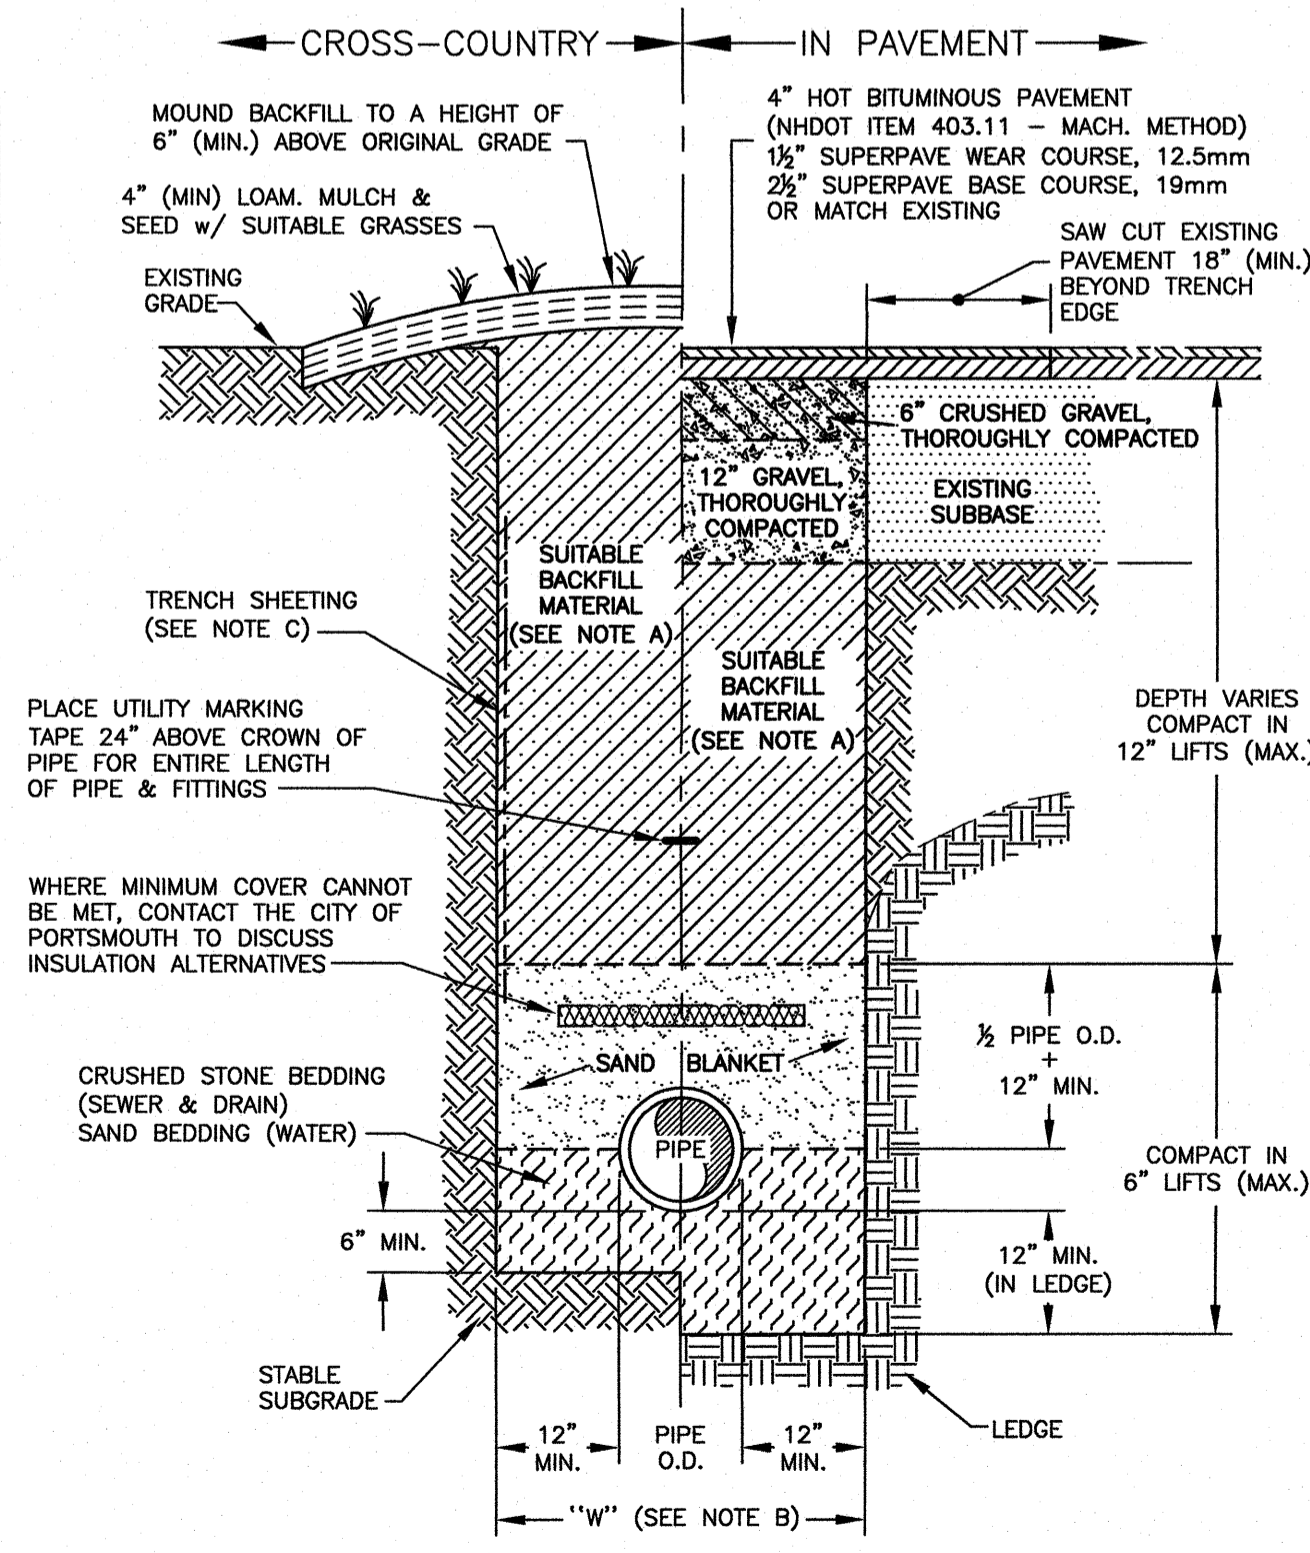 CROSS-COUNTRY
IN PAVEMENT
MOUND BACKFILL TO A HEIGHT OF
6" (MIN.) ABOVE ORIGINAL GRADE
4" (MIN) LOAM. MULCH &
SEED w/ SUITABLE GRASSES
EXISTING
GRADE
4" HOT BITUMINOUS PAVEMENT
(NHDOT ITEM 403.11 – MACH. METHOD)
1½" SUPERPAVE WEAR COURSE, 12.5mm
2½" SUPERPAVE BASE COURSE, 19mm
OR MATCH EXISTING
SAW CUT EXISTING
PAVEMENT 18" (MIN.)
BEYOND TRENCH
EDGE
6" CRUSHED GRAVEL,
THOROUGHLY COMPACTED
12" GRAVEL,
THOROUGHLY
COMPACTED
EXISTING
SUBBASE
SUITABLE
BACKFILL
MATERIAL
(SEE NOTE A)
SUITABLE
BACKFILL
MATERIAL
(SEE NOTE A)
TRENCH SHEETING
(SEE NOTE C)
PLACE UTILITY MARKING
TAPE 24" ABOVE CROWN OF
PIPE FOR ENTIRE LENGTH
OF PIPE & FITTINGS
DEPTH VARIES
COMPACT IN
12" LIFTS (MAX.)
WHERE MINIMUM COVER CANNOT
BE MET, CONTACT THE CITY OF
PORTSMOUTH TO DISCUSS
INSULATION ALTERNATIVES
SAND BLANKET
½ PIPE O.D.
+
12" MIN.
CRUSHED STONE BEDDING
(SEWER & DRAIN)
SAND BEDDING (WATER)
PIPE
COMPACT IN
6" LIFTS (MAX.)
6" MIN.
12" MIN.
(IN LEDGE)
STABLE
SUBGRADE
LEDGE
12"
MIN.
PIPE
O.D.
12"
MIN.
"W" (SEE NOTE B)